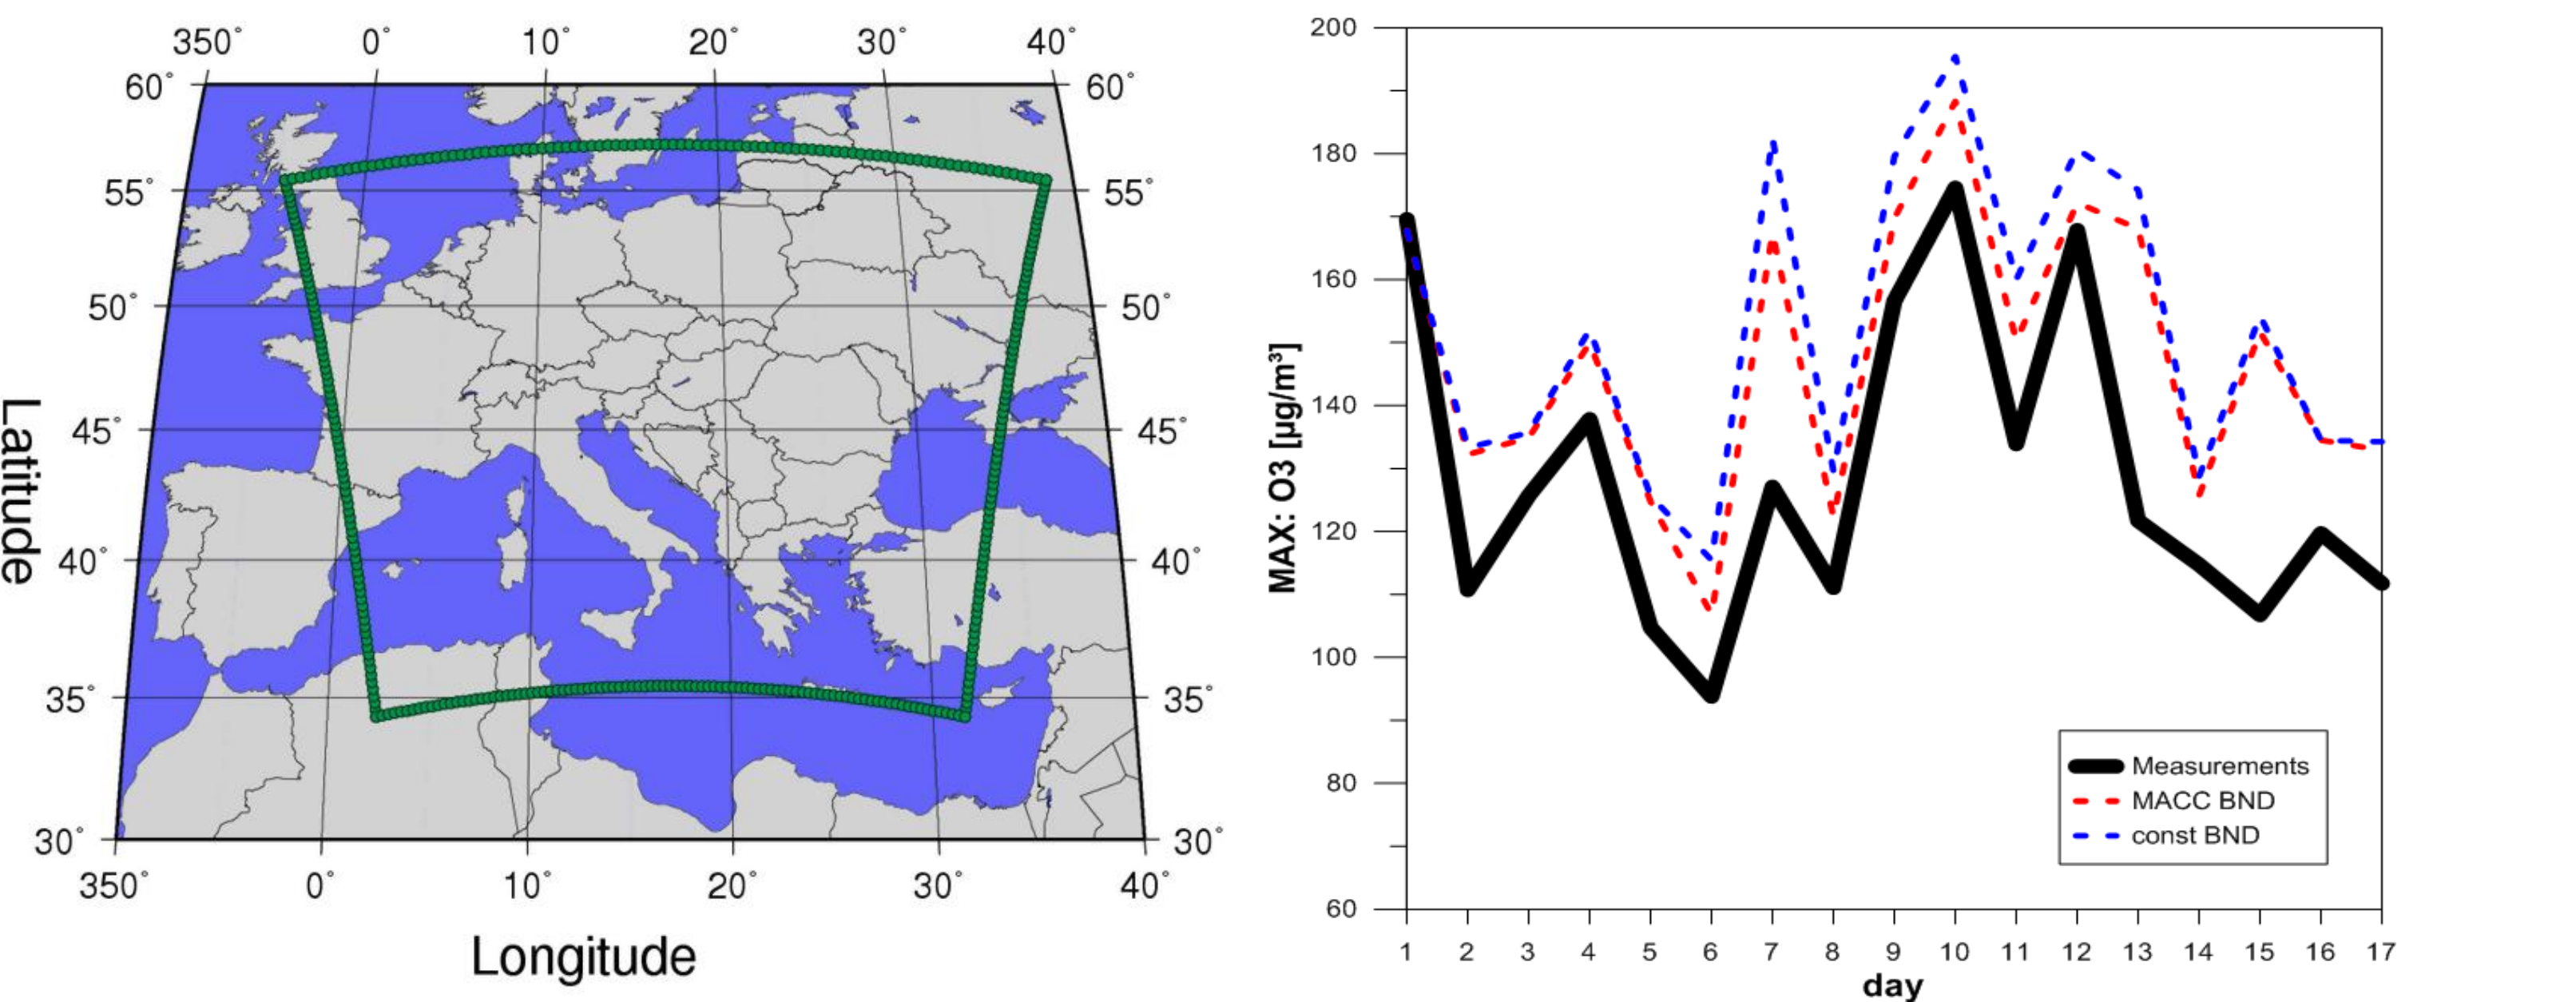 350° 0° 10° 20° 30° 40°
60° 60°
55° 55°
50° 50°
45° 45°
40° 40°
35° 35°
30° 30°
350° 0° 10° 20° 30° 40°
Latitude
Longitude
200
180
160
140
120
100
80
60
MAX: O3 [µg/m³]
Measurements
MACC BND
const BND
1 2 3 4 5 6 7 8 9 10 11 12 13 14 15 16 17
day